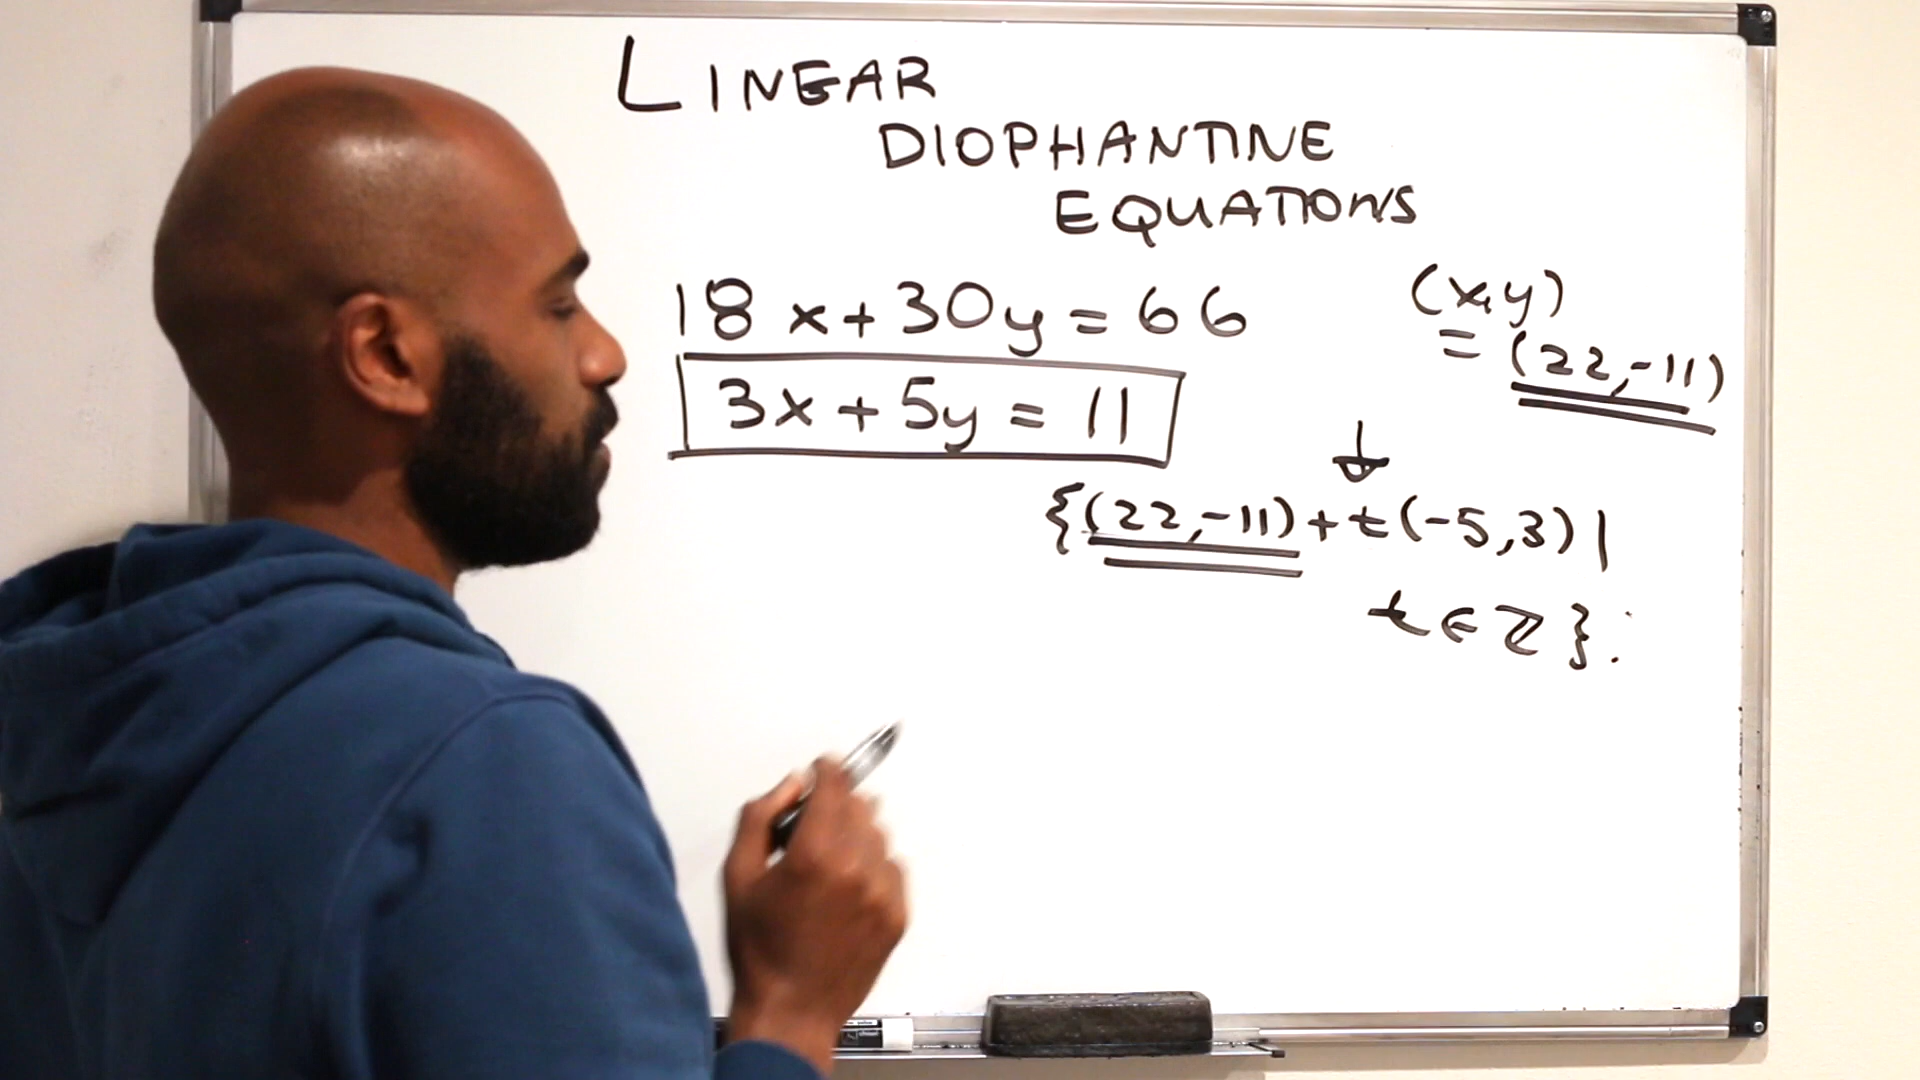 LINEAR
DIOPHANTINE
EQUATIONS
18x+30y=66
3x+5y=11
(x,y)
=(22,-11)
↓
{(22,-11)+t(-5,3)|
t∈ℤ}.